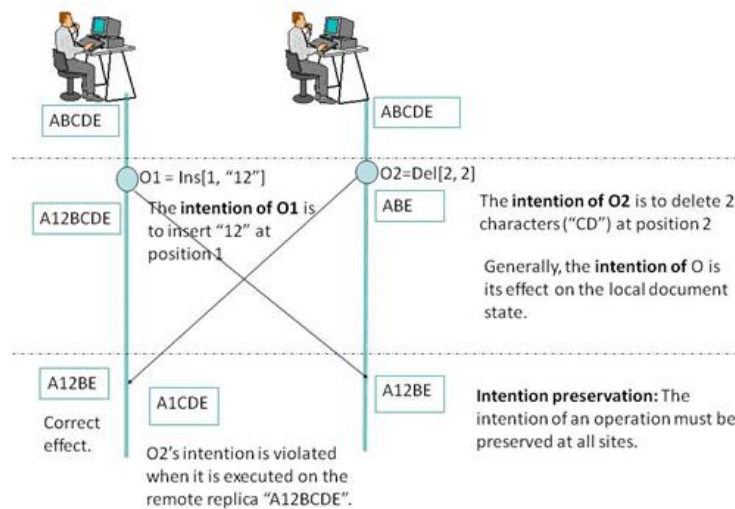 ABCDE
ABCDE
O1 = Ins[1, “12”]
O2=Del[2, 2]
A12BCDE
The intention of O1 is
to insert “12” at
position 1
ABE
The intention of O2 is to delete 2
characters (“CD”) at position 2
Generally, the intention of O is
its effect on the local document
state.
A12BE
Correct
effect.
A1CDE
O2’s intention is violated
when it is executed on the
remote replica “A12BCDE”.
A12BE
Intention preservation: The
intention of an operation must be
preserved at all sites.